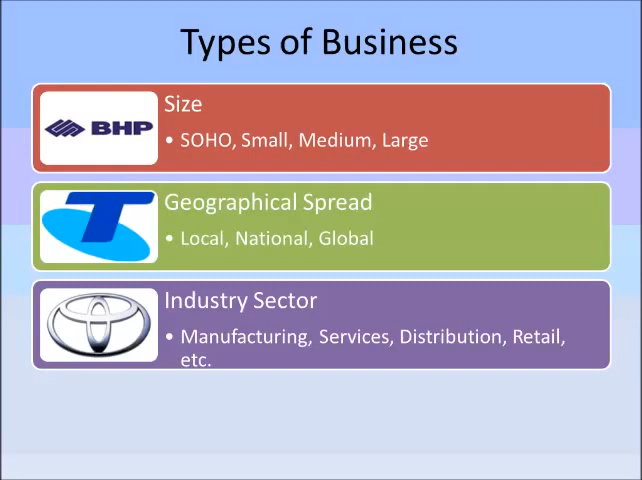 Types of Business
Size
BHP
• SOHO, Small, Medium, Large
Geographical Spread
T
• Local, National, Global
Industry Sector
• Manufacturing, Services, Distribution, Retail,
etc.